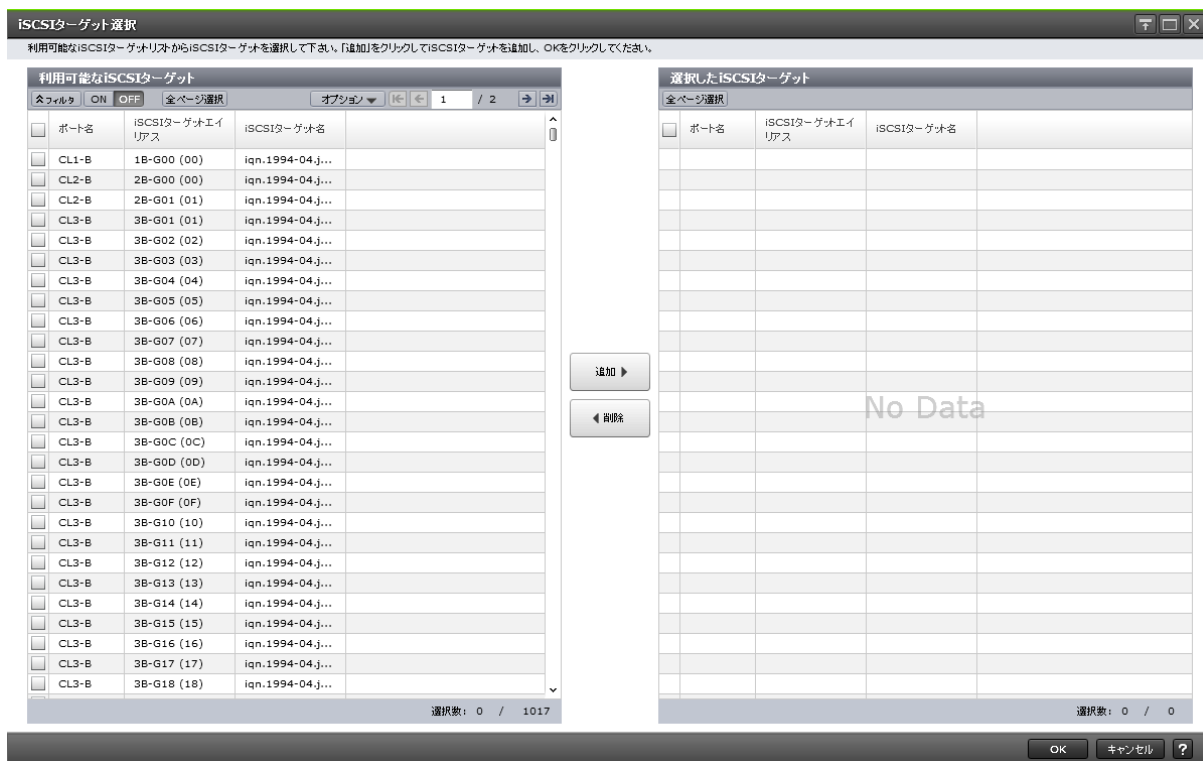 iSCSIターゲット選択
利用可能なiSCSIターゲットリストからiSCSIターゲットを選択して下さい。「追加」をクリックしてiSCSIターゲットを追加し、OKをクリックしてください。
利用可能なiSCSIターゲット
フィルタ ON OFF 全ページ選択 オプション 1 / 2
ポート名 iSCSIターゲットエイリアス iSCSIターゲット名
CL1-B 1B-G00 (00) iqn.1994-04.j...
CL2-B 2B-G00 (00) iqn.1994-04.j...
CL2-B 2B-G01 (01) iqn.1994-04.j...
CL3-B 3B-G01 (01) iqn.1994-04.j...
CL3-B 3B-G02 (02) iqn.1994-04.j...
CL3-B 3B-G03 (03) iqn.1994-04.j...
CL3-B 3B-G04 (04) iqn.1994-04.j...
CL3-B 3B-G05 (05) iqn.1994-04.j...
CL3-B 3B-G06 (06) iqn.1994-04.j...
CL3-B 3B-G07 (07) iqn.1994-04.j...
CL3-B 3B-G08 (08) iqn.1994-04.j...
CL3-B 3B-G09 (09) iqn.1994-04.j...
CL3-B 3B-G0A (0A) iqn.1994-04.j...
CL3-B 3B-G0B (0B) iqn.1994-04.j...
CL3-B 3B-G0C (0C) iqn.1994-04.j...
CL3-B 3B-G0D (0D) iqn.1994-04.j...
CL3-B 3B-G0E (0E) iqn.1994-04.j...
CL3-B 3B-G0F (0F) iqn.1994-04.j...
CL3-B 3B-G10 (10) iqn.1994-04.j...
CL3-B 3B-G11 (11) iqn.1994-04.j...
CL3-B 3B-G12 (12) iqn.1994-04.j...
CL3-B 3B-G13 (13) iqn.1994-04.j...
CL3-B 3B-G14 (14) iqn.1994-04.j...
CL3-B 3B-G15 (15) iqn.1994-04.j...
CL3-B 3B-G16 (16) iqn.1994-04.j...
CL3-B 3B-G17 (17) iqn.1994-04.j...
CL3-B 3B-G18 (18) iqn.1994-04.j...
選択数: 0 / 1017
追加
削除
選択したiSCSIターゲット
全ページ選択
ポート名 iSCSIターゲットエイリアス iSCSIターゲット名
No Data
選択数: 0 / 0
OK キャンセル ?